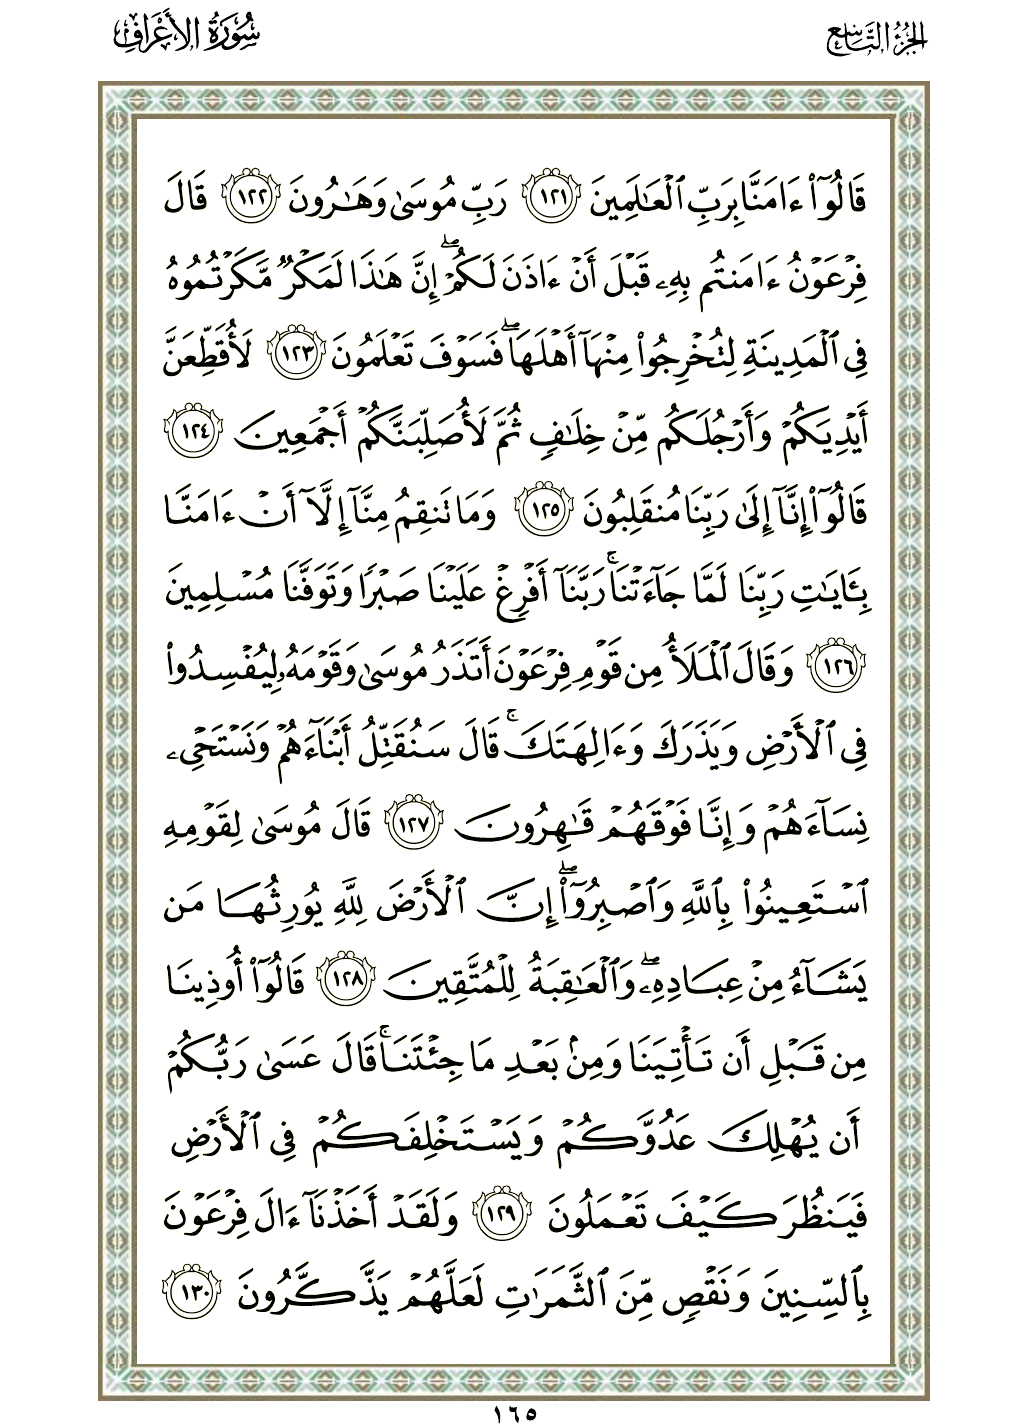 الجزء التاسع
سورة الأعراف
قَالُوٓا۟ ءَامَنَّا بِرَبِّ ٱلْعَـٰلَمِينَ ١٢١ رَبِّ مُوسَىٰ وَهَـٰرُونَ ١٢٢ قَالَ
فِرْعَوْنُ ءَامَنتُم بِهِۦ قَبْلَ أَنْ ءَاذَنَ لَكُمْ ۖ إِنَّ هَـٰذَا لَمَكْرٌ مَّكَرْتُمُوهُ
فِى ٱلْمَدِينَةِ لِتُخْرِجُوا۟ مِنْهَآ أَهْلَهَا ۖ فَسَوْفَ تَعْلَمُونَ ١٢٣ لَأُقَطِّعَنَّ
أَيْدِيَكُمْ وَأَرْجُلَكُم مِّنْ خِلَـٰفٍ ثُمَّ لَأُصَلِّبَنَّكُمْ أَجْمَعِينَ ١٢٤
قَالُوٓا۟ إِنَّآ إِلَىٰ رَبِّنَا مُنقَلِبُونَ ١٢٥ وَمَا تَنقِمُ مِنَّآ إِلَّآ أَنْ ءَامَنَّا
بِـَٔايَـٰتِ رَبِّنَا لَمَّا جَآءَتْنَا ۚ رَبَّنَآ أَفْرِغْ عَلَيْنَا صَبْرًا وَتَوَفَّنَا مُسْلِمِينَ
١٢٦ وَقَالَ ٱلْمَلَأُ مِن قَوْمِ فِرْعَوْنَ أَتَذَرُ مُوسَىٰ وَقَوْمَهُۥ لِيُفْسِدُوا۟
فِى ٱلْأَرْضِ وَيَذَرَكَ وَءَالِهَتَكَ ۚ قَالَ سَنُقَتِّلُ أَبْنَآءَهُمْ وَنَسْتَحْىِۦ
نِسَآءَهُمْ وَإِنَّا فَوْقَهُمْ قَـٰهِرُونَ ١٢٧ قَالَ مُوسَىٰ لِقَوْمِهِ
ٱسْتَعِينُوا۟ بِٱللَّهِ وَٱصْبِرُوٓا۟ ۖ إِنَّ ٱلْأَرْضَ لِلَّهِ يُورِثُهَا مَن
يَشَآءُ مِنْ عِبَادِهِۦ ۖ وَٱلْعَـٰقِبَةُ لِلْمُتَّقِينَ ١٢٨ قَالُوٓا۟ أُوذِينَا
مِن قَبْلِ أَن تَأْتِيَنَا وَمِنۢ بَعْدِ مَا جِئْتَنَا ۚ قَالَ عَسَىٰ رَبُّكُمْ
أَن يُهْلِكَ عَدُوَّكُمْ وَيَسْتَخْلِفَكُمْ فِى ٱلْأَرْضِ
فَيَنظُرَ كَيْفَ تَعْمَلُونَ ١٢٩ وَلَقَدْ أَخَذْنَآ ءَالَ فِرْعَوْنَ
بِٱلسِّنِينَ وَنَقْصٍ مِّنَ ٱلثَّمَرَٰتِ لَعَلَّهُمْ يَذَّكَّرُونَ ١٣٠
١٦٥